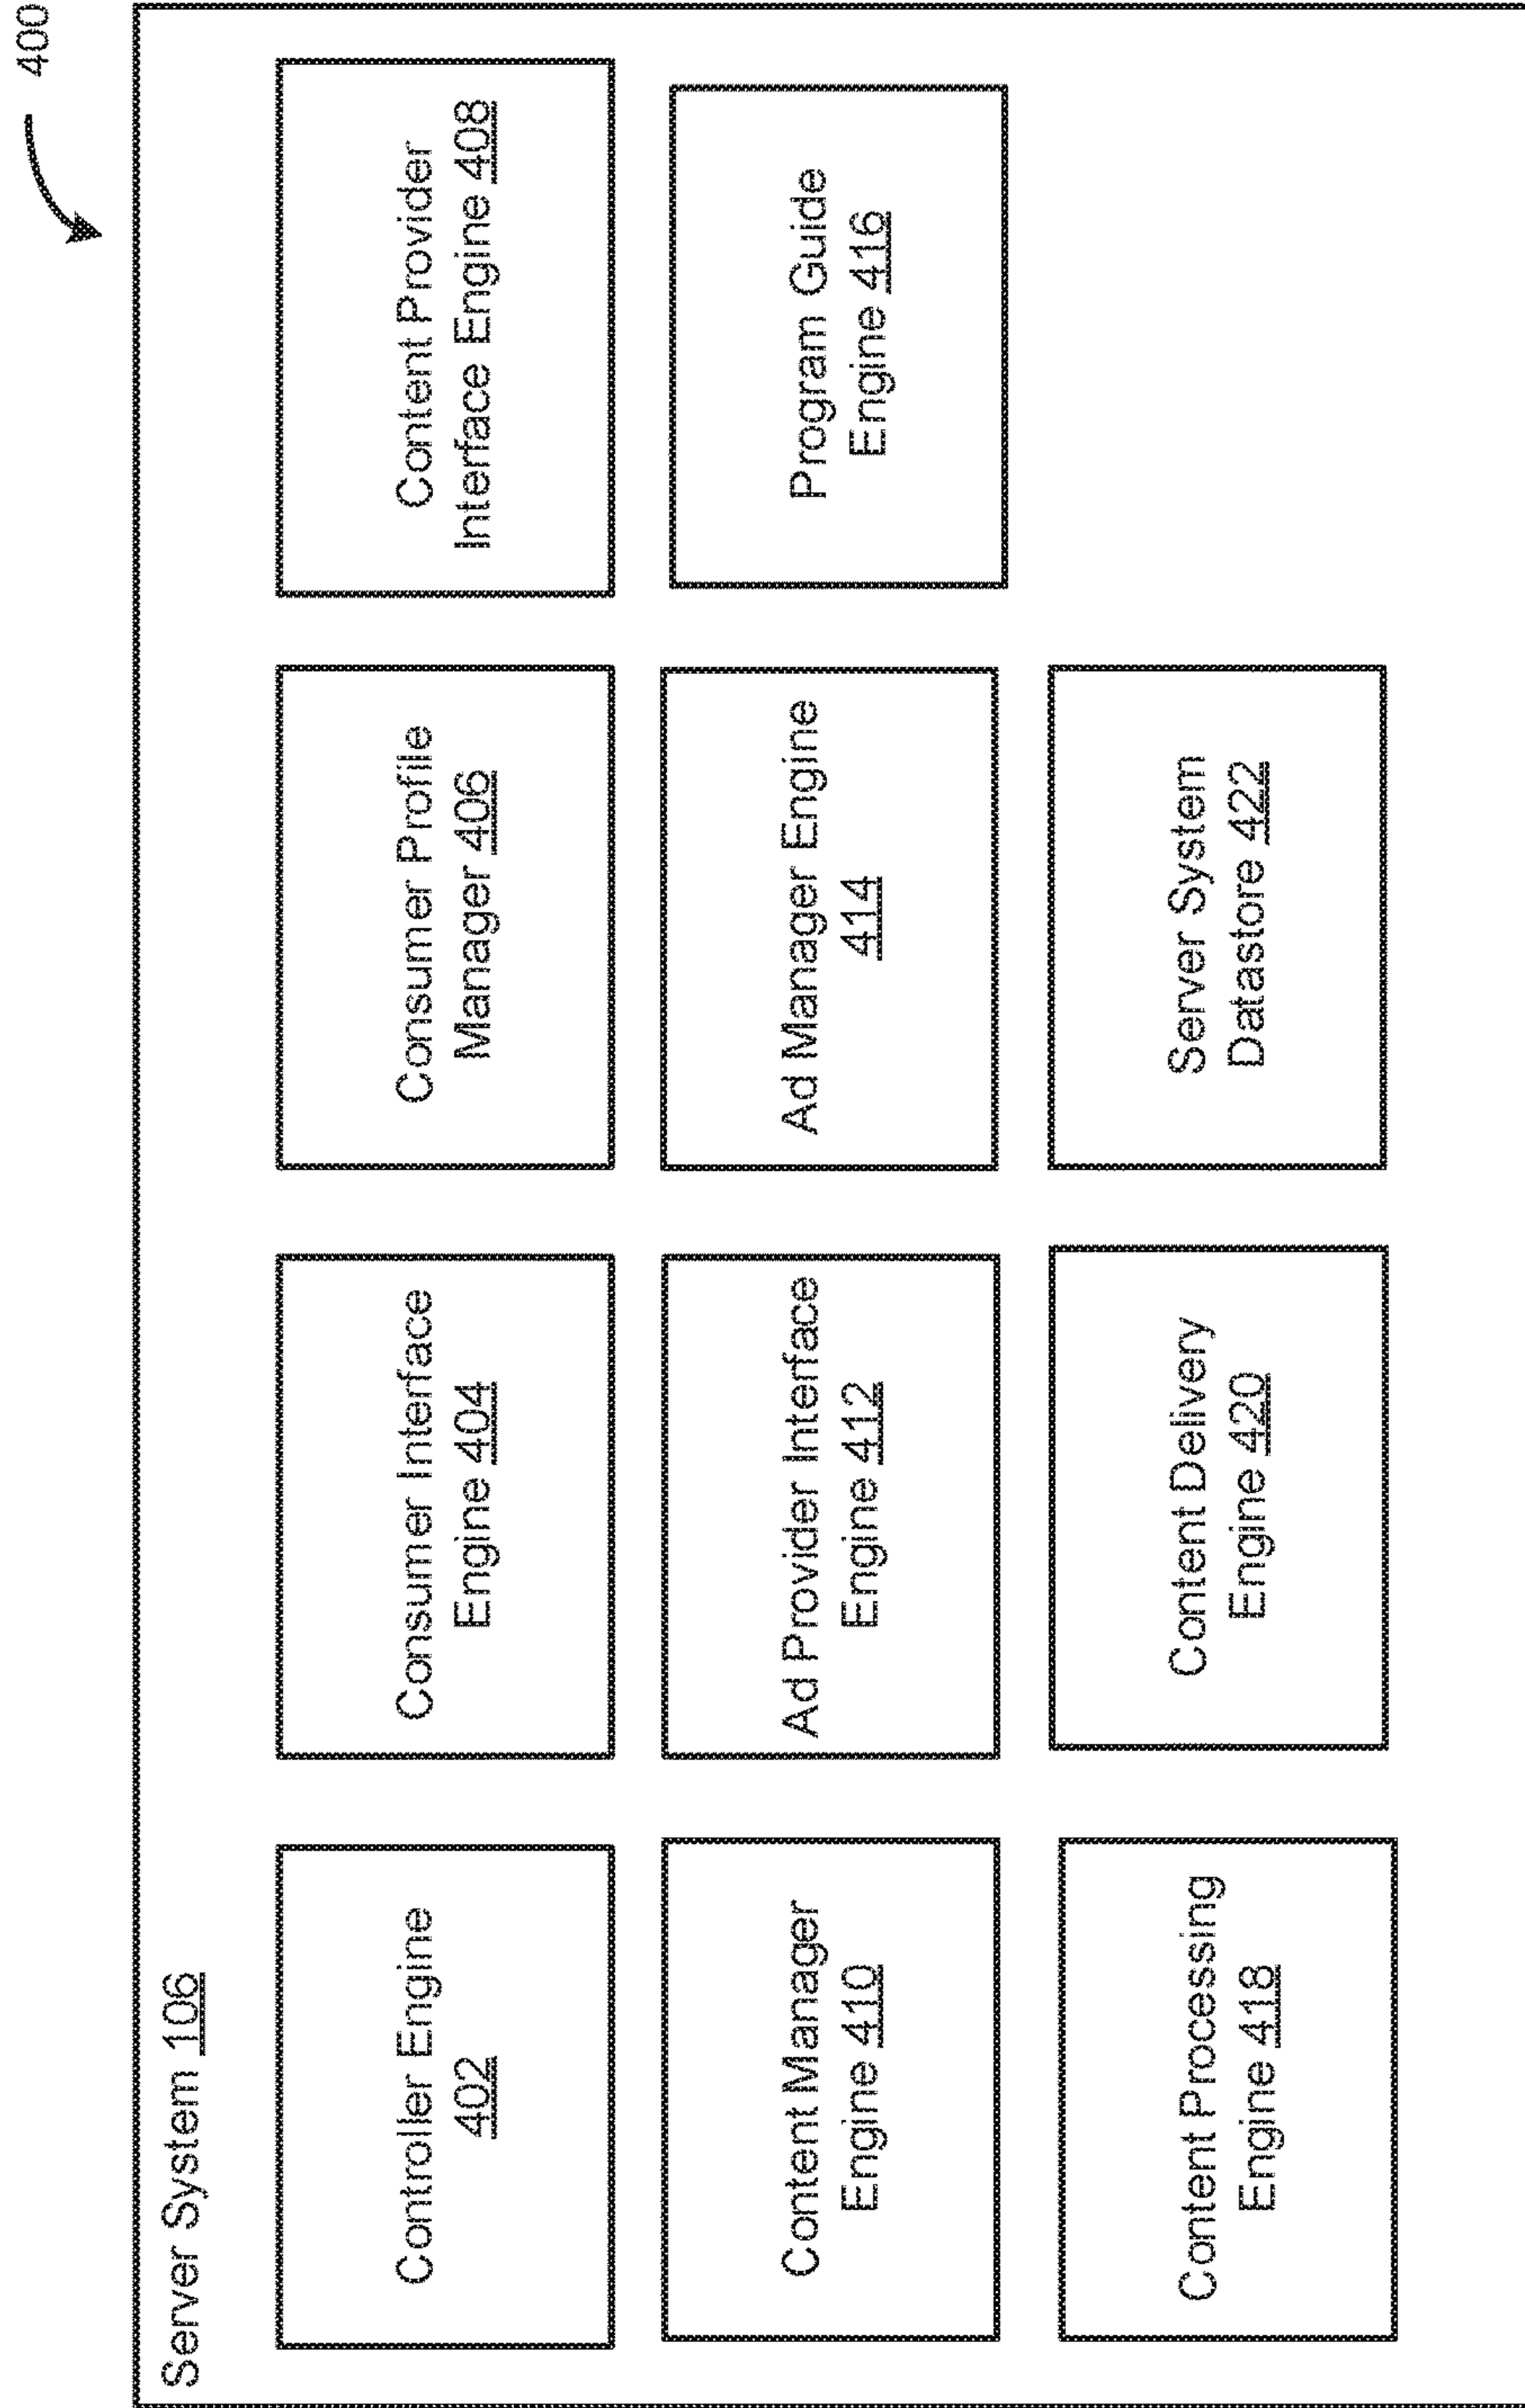 400
Server System 106
Controller Engine
402
Consumer Interface
Engine 404
Consumer Profile
Manager 406
Content Provider
Interface Engine 408
Content Manager
Engine 410
Ad Provider Interface
Engine 412
Ad Manager Engine
414
Program Guide
Engine 416
Content Processing
Engine 418
Content Delivery
Engine 420
Server System
Datastore 422